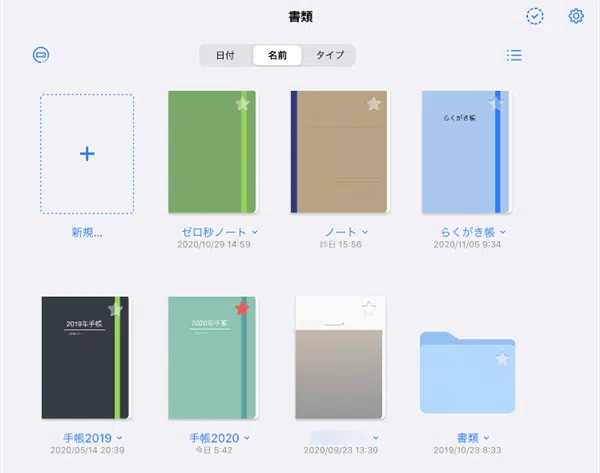 書類
日付 名前 タイプ
新規...
ゼロ秒ノート
2020/10/29 14:59
ノート
昨日 15:56
らくがき帳
らくがき帳
2020/11/05 9:34
2019年手帳
手帳2019
2020/05/14 20:39
2020年手帳
手帳2020
今日 5:42
2020/09/23 13:30
書類
2019/10/23 8:33